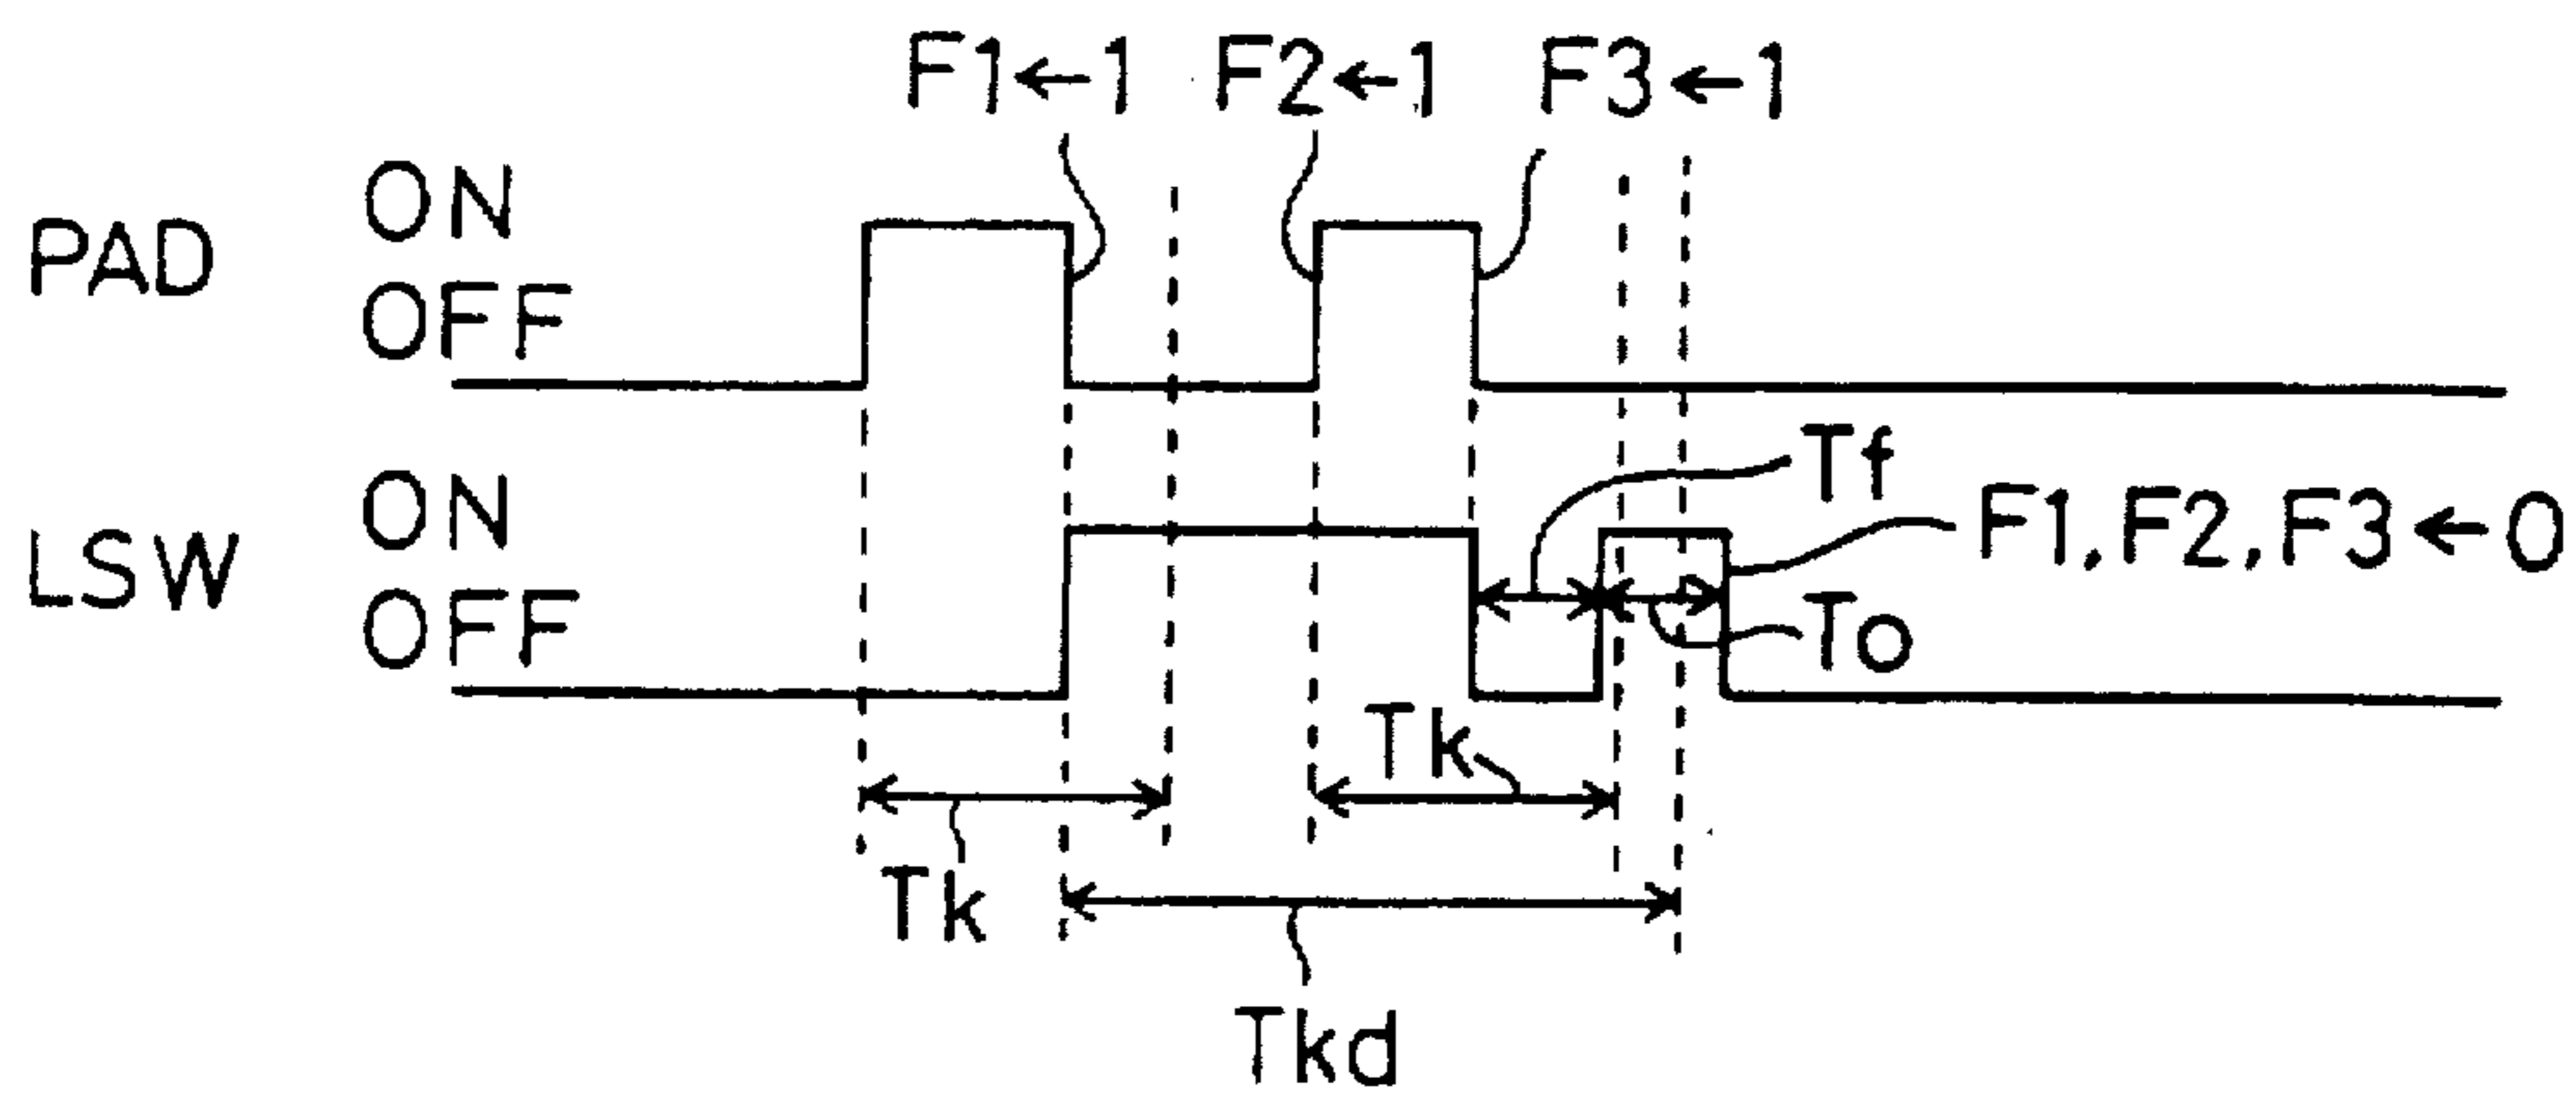 F1←1 F2←1 F3←1
PAD ON
OFF
Tf
LSW ON
OFF
F1,F2,F3←0
To
Tk
Tk
Tkd